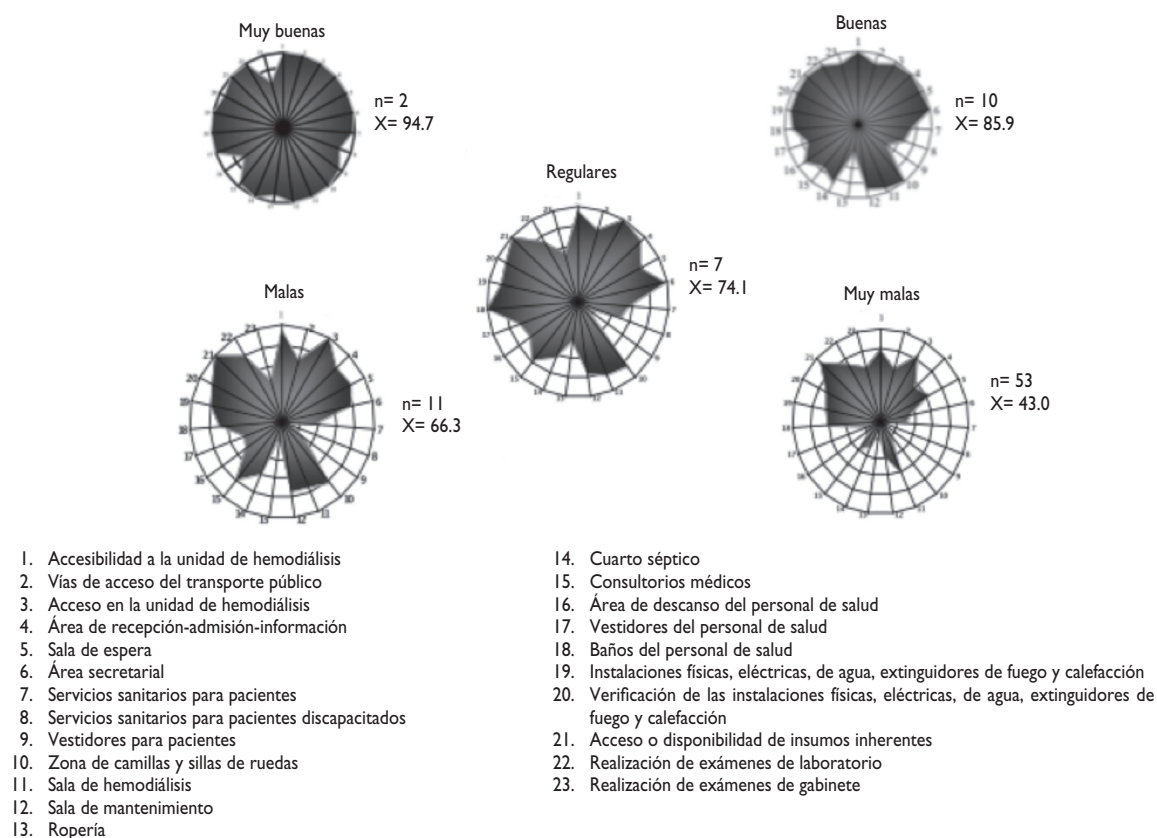 Muy buenas
n= 2
X= 94.7
Buenas
n= 10
X= 85.9
Regulares
n= 7
X= 74.1
Malas
n= 11
X= 66.3
Muy malas
n= 53
X= 43.0
1. Accesibilidad a la unidad de hemodiálisis
2. Vías de acceso del transporte público
3. Acceso en la unidad de hemodiálisis
4. Área de recepción-admisión-información
5. Sala de espera
6. Área secretarial
7. Servicios sanitarios para pacientes
8. Servicios sanitarios para pacientes discapacitados
9. Vestidores para pacientes
10. Zona de camillas y sillas de ruedas
11. Sala de hemodiálisis
12. Sala de mantenimiento
13. Ropería
14. Cuarto séptico
15. Consultorios médicos
16. Área de descanso del personal de salud
17. Vestidores del personal de salud
18. Baños del personal de salud
19. Instalaciones físicas, eléctricas, de agua, extinguidores de fuego y calefacción
20. Verificación de las instalaciones físicas, eléctricas, de agua, extinguidores de
fuego y calefacción
21. Acceso o disponibilidad de insumos inherentes
22. Realización de exámenes de laboratorio
23. Realización de exámenes de gabinete